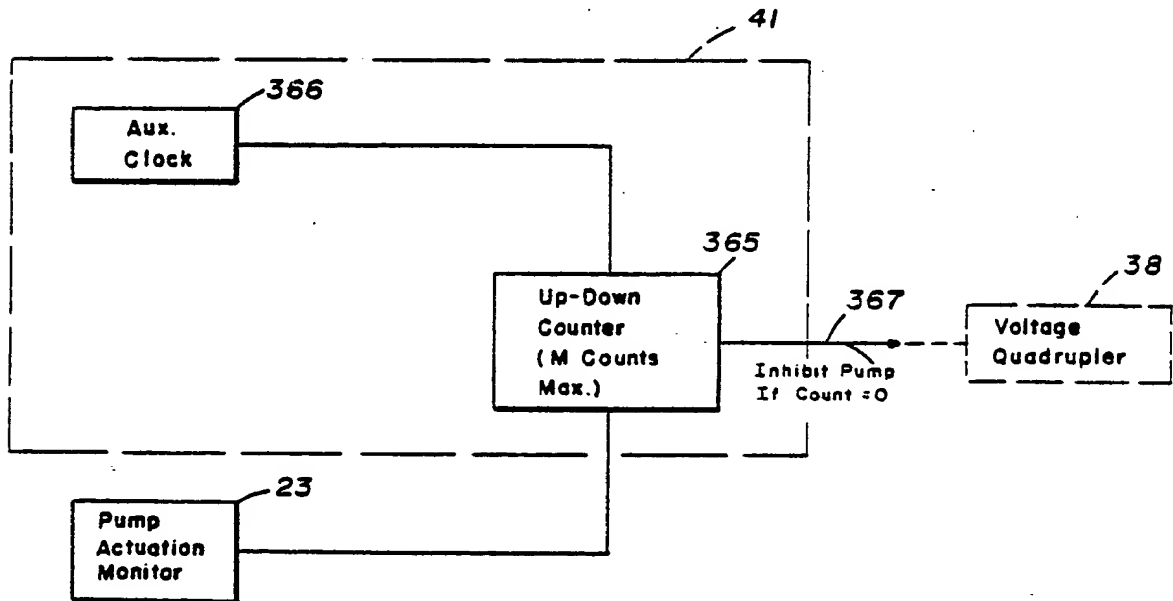 41
366
Aux.
Clock
365
Up-Down
Counter
(M Counts
Max.)
367
Inhibit Pump
If Count =0
38
Voltage
Quadrupler
23
Pump
Actuation
Monitor